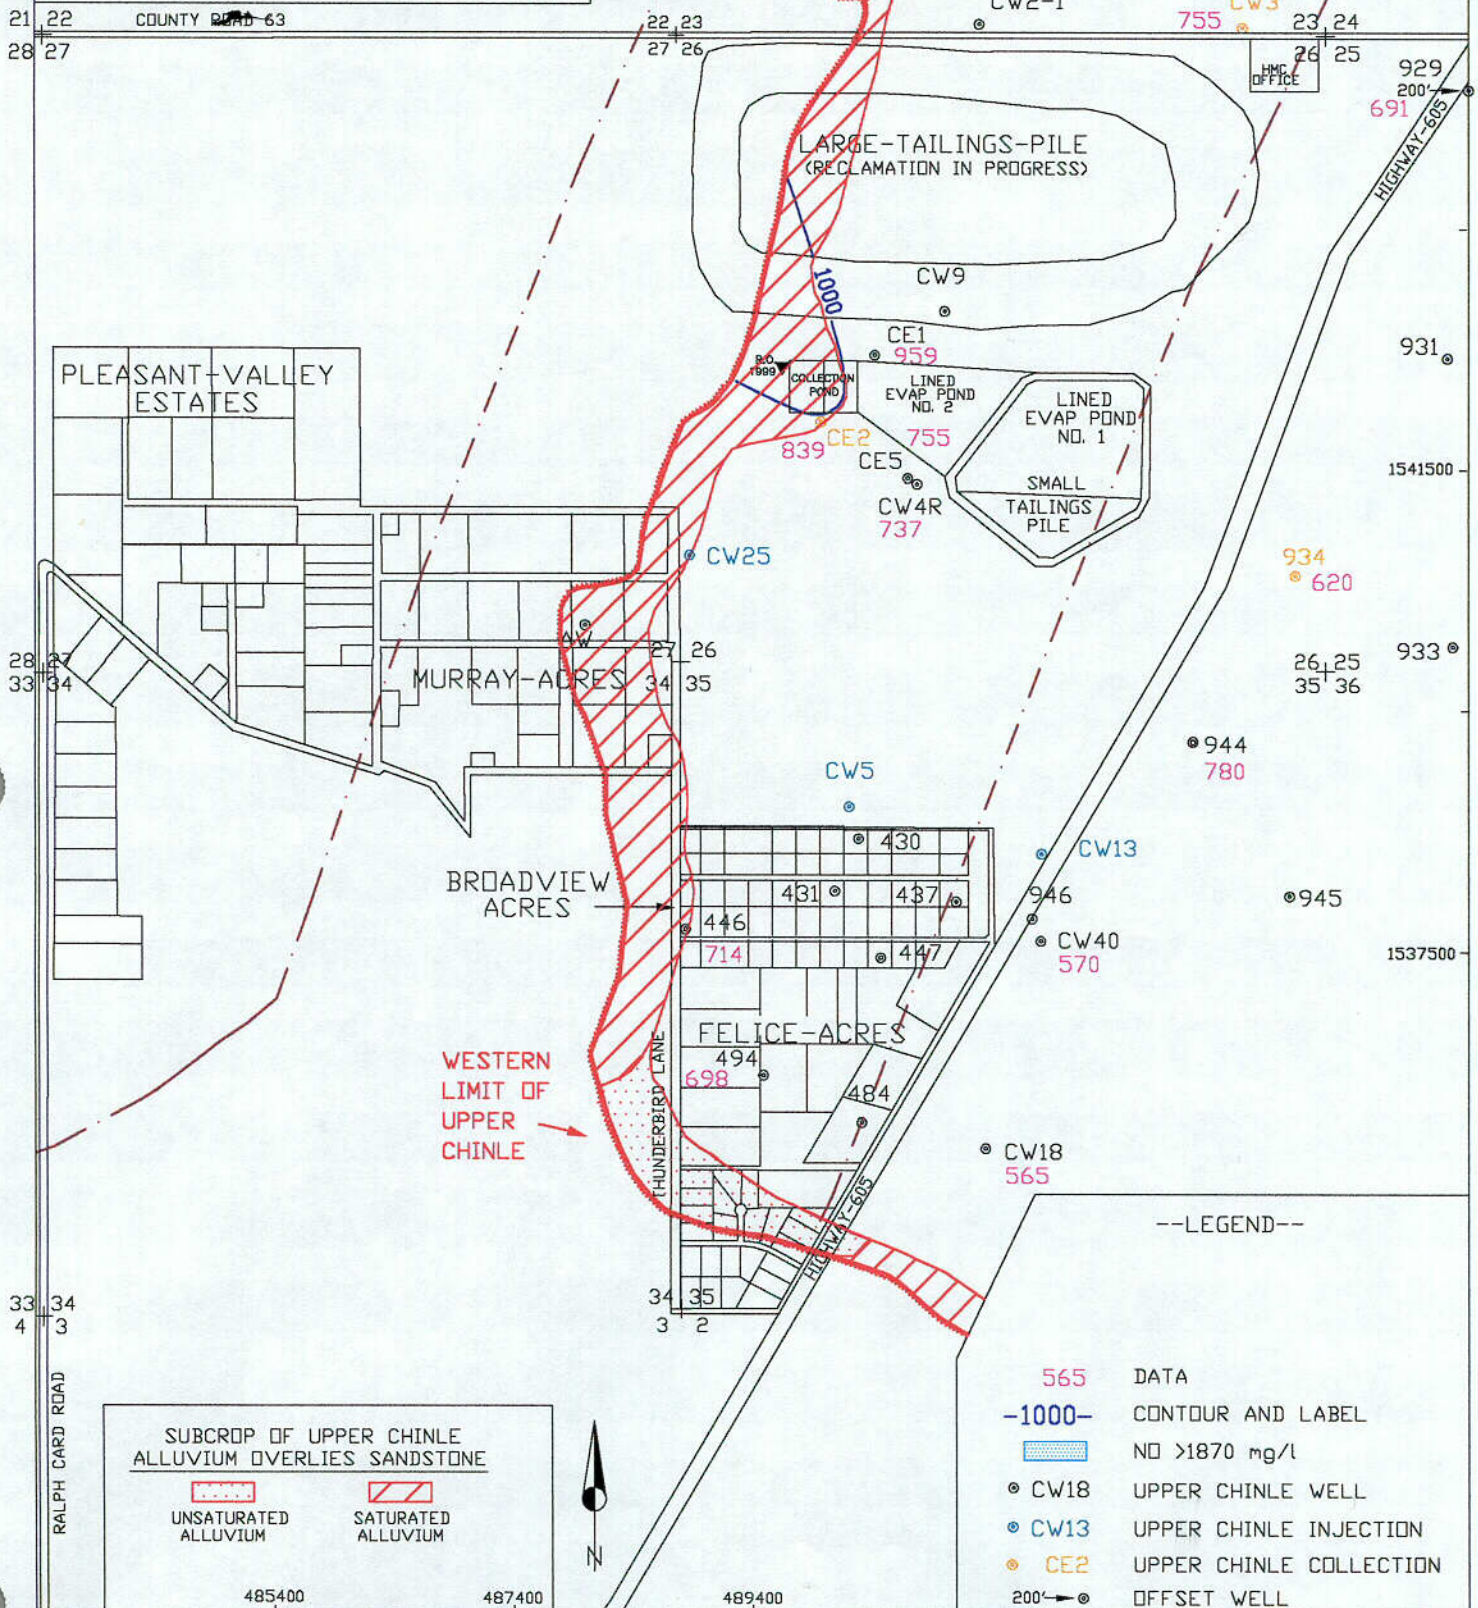 CW2-1
CW3
755
21 22
COUNTY ROAD 63
22 23
23 24
28 27
27 26
26 25
HMC
OFFICE
929
200'
691
HIGHWAY-605
LARGE-TAILINGS-PILE
(RECLAMATION IN PROGRESS)
CW9
1000
CE1
959
931
PLEASANT-VALLEY
ESTATES
R.O.
1999
COLLECTION
POND
LINED
EVAP POND
NO. 2
LINED
EVAP POND
NO. 1
CE2
839
755
CE5
1541500
SMALL
TAILINGS
PILE
CW4R
737
CW25
934
620
AW
28 27
27 26
26 25
933
33 34
MURRAY-ACRES
34 35
35 36
944
780
CW5
430
CW13
BROADVIEW
ACRES
431
437
946
945
446
714
447
CW40
570
1537500
FELICE-ACRES
WESTERN
LIMIT OF
UPPER
CHINLE
THUNDERBIRD LANE
494
698
484
CW18
565
HIGHWAY-605
--LEGEND--
33 34
34 35
4 3
3 2
565 DATA
-1000- CONTOUR AND LABEL
NO >1870 mg/l
CW18 UPPER CHINLE WELL
CW13 UPPER CHINLE INJECTION
CE2 UPPER CHINLE COLLECTION
200' OFFSET WELL
RALPH CARD ROAD
SUBCROP OF UPPER CHINLE
ALLUVIUM OVERLIES SANDSTONE
UNSATURATED
ALLUVIUM
SATURATED
ALLUVIUM
N
485400
487400
489400